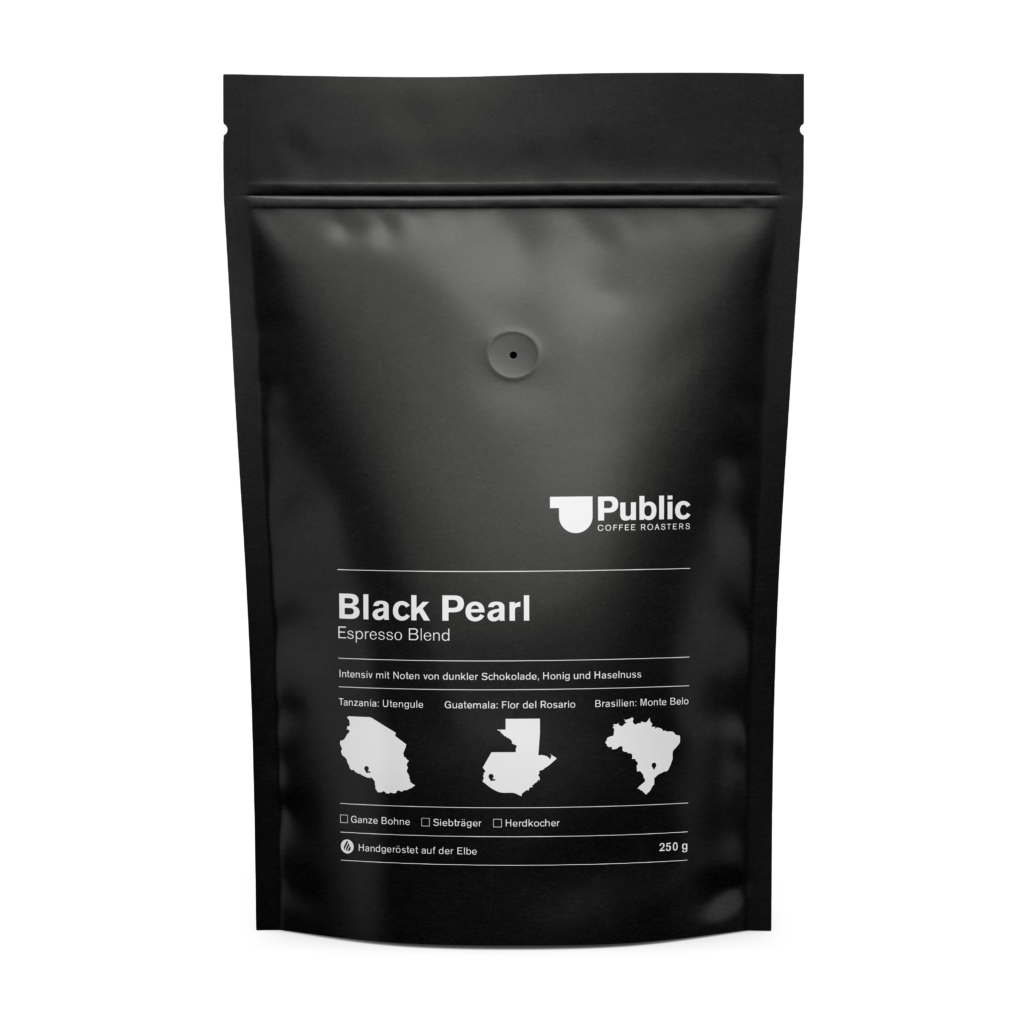 Public
COFFEE ROASTERS
Black Pearl
Espresso Blend
Intensiv mit Noten von dunkler Schokolade, Honig und Haselnuss
Tanzania: Utengule Guatemala: Flor del Rosario Brasilien: Monte Belo
Ganze Bohne Siebträger Herdkocher
Handgeröstet auf der Elbe 250 g